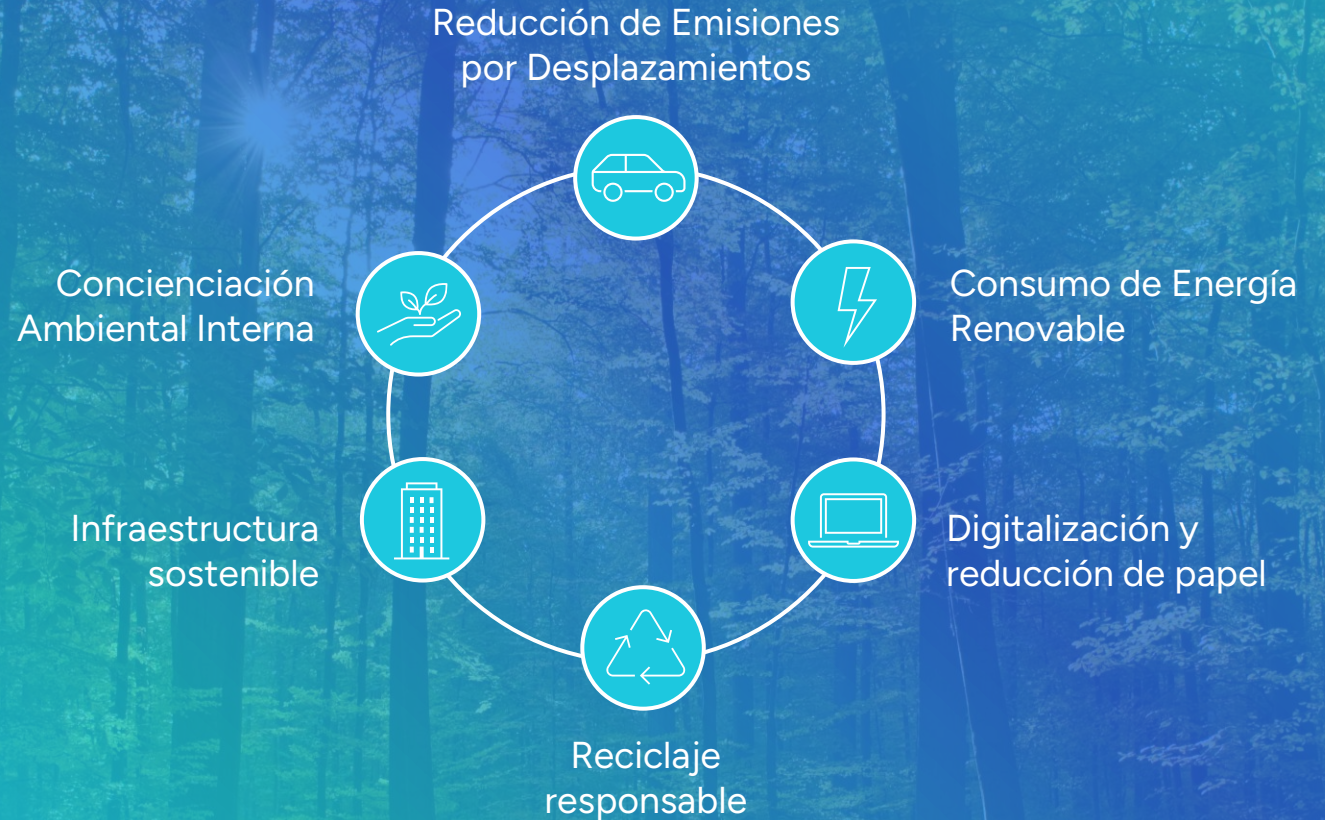 Reducción de Emisiones
por Desplazamientos
Consumo de Energía
Renovable
Digitalización y
reducción de papel
Reciclaje
responsable
Infraestructura
sostenible
Concienciación
Ambiental Interna